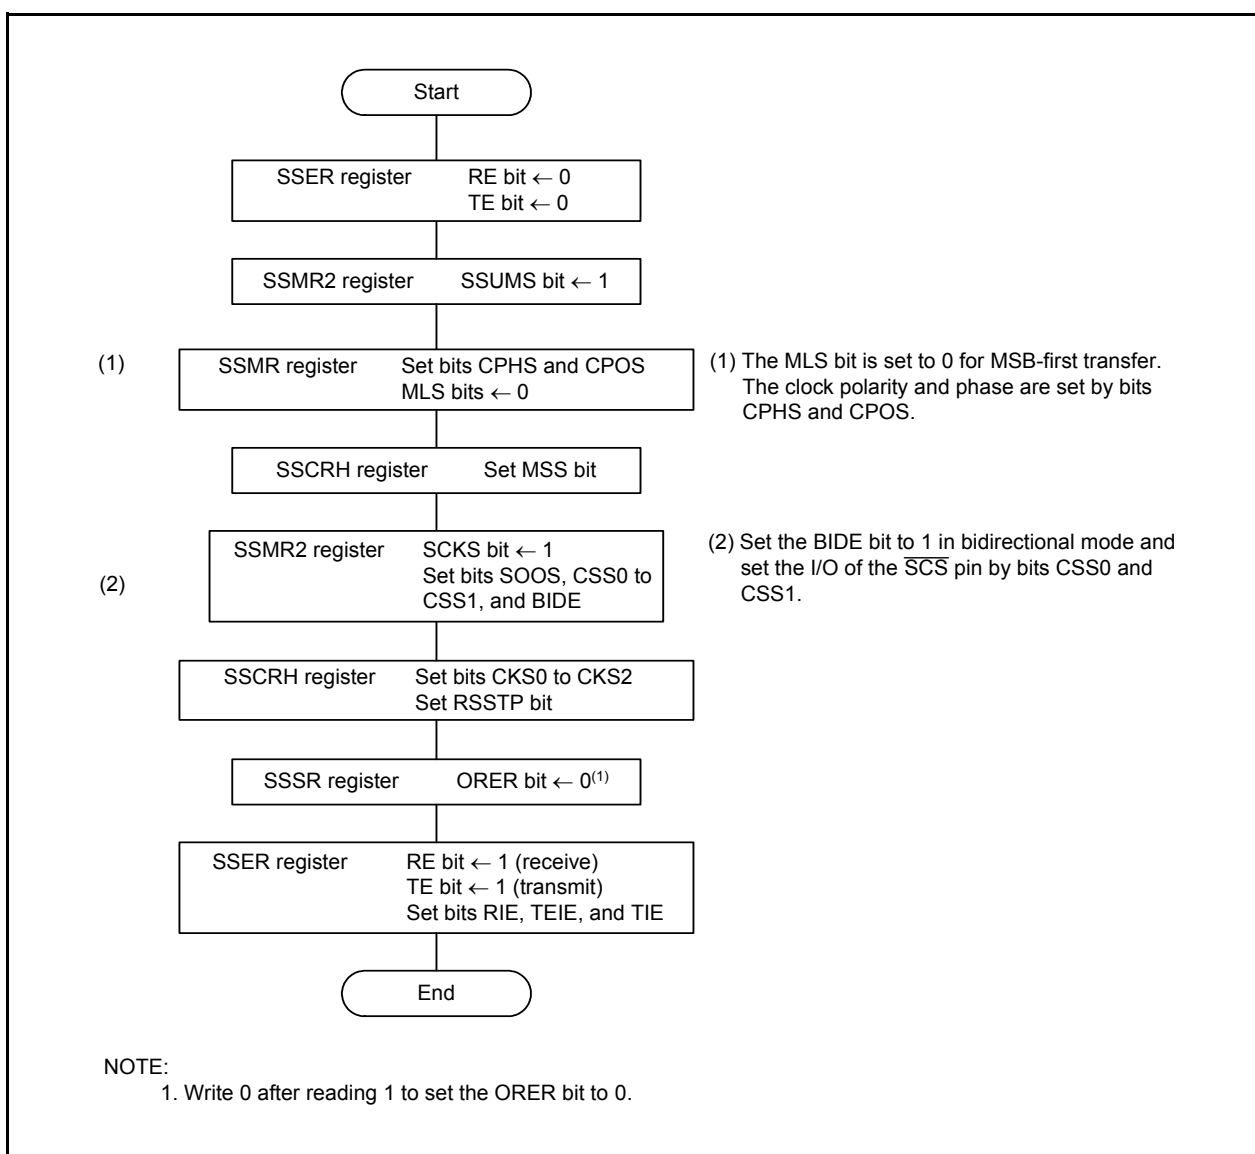 Start
SSER register RE bit ← 0
TE bit ← 0
SSMR2 register SSUMS bit ← 1
(1) SSMR register Set bits CPHS and CPOS
MLS bits ← 0
(1) The MLS bit is set to 0 for MSB-first transfer.
The clock polarity and phase are set by bits
CPHS and CPOS.
SSCRH register Set MSS bit
(2) SSMR2 register SCKS bit ← 1
Set bits SOOS, CSS0 to
CSS1, and BIDE
(2) Set the BIDE bit to 1 in bidirectional mode and
set the I/O of the S̅C̅S̅ pin by bits CSS0 and
CSS1.
SSCRH register Set bits CKS0 to CKS2
Set RSSTP bit
SSSR register ORER bit ← 0(1)
SSER register RE bit ← 1 (receive)
TE bit ← 1 (transmit)
Set bits RIE, TEIE, and TIE
End
NOTE:
1. Write 0 after reading 1 to set the ORER bit to 0.